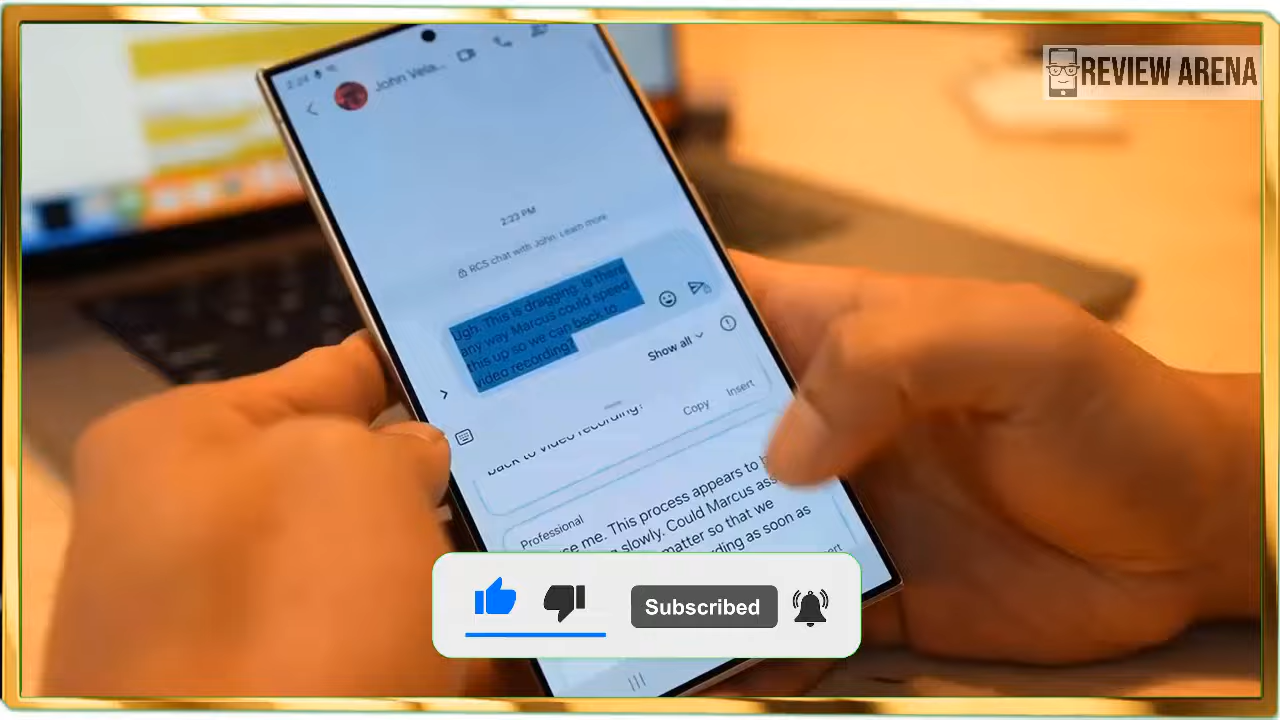 REVIEW ARENA
2:24
John Vela...
2:23 PM
RCS chat with John. Learn more
Ugh. This is dragging. Is there
any way Marcus could speed
this up so we can back to
video recording?
Show all
back to video recording?
Copy Insert
Professional
me. This process appears to
slowly. Could Marcus
matter so that we
as soon as
Subscribed